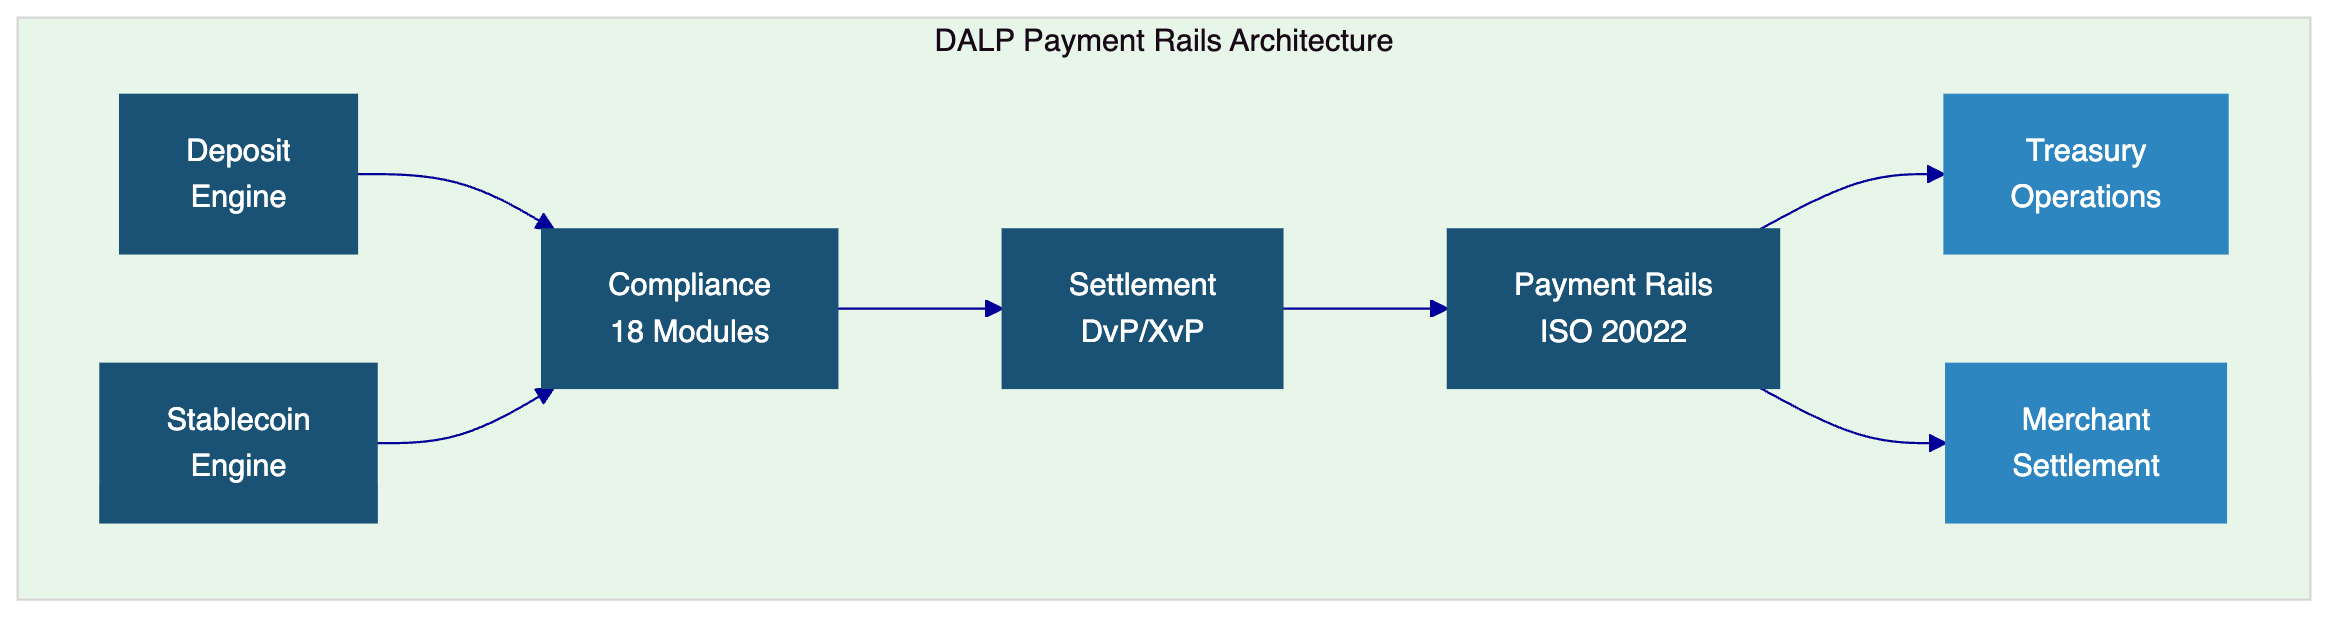 DALP Payment Rails Architecture
Deposit
Engine
Stablecoin
Engine
Compliance
18 Modules
Settlement
DvP/XvP
Payment Rails
ISO 20022
Treasury
Operations
Merchant
Settlement